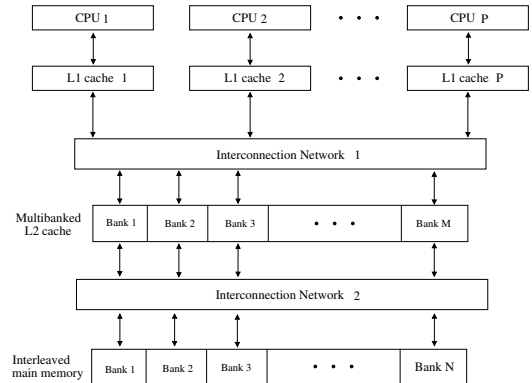 CPU 1
CPU 2
• • •
CPU P
L1 cache 1
L1 cache 2
• • •
L1 cache P
Interconnection Network 1
Multibanked
L2 cache
Bank 1
Bank 2
Bank 3
• • •
Bank M
Interconnection Network 2
Interleaved
main memory
Bank 1
Bank 2
Bank 3
• • •
Bank N